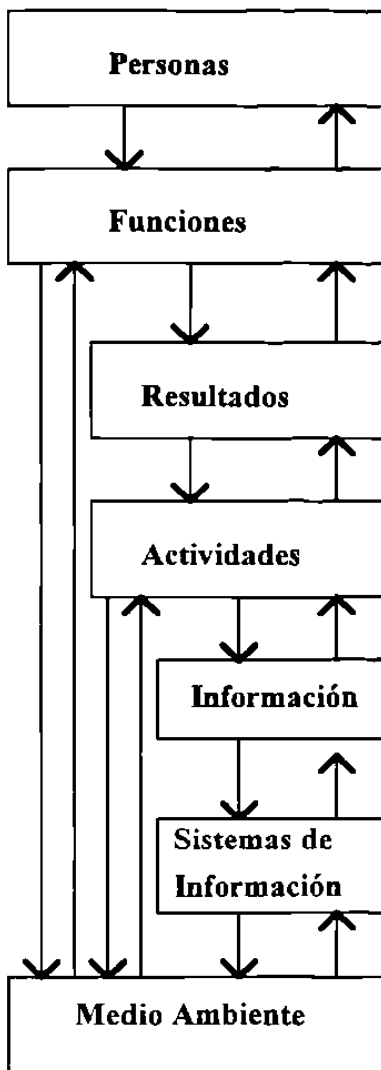 Personas
Funciones
Resultados
Actividades
Información
Sistemas de
Información
Medio Ambiente